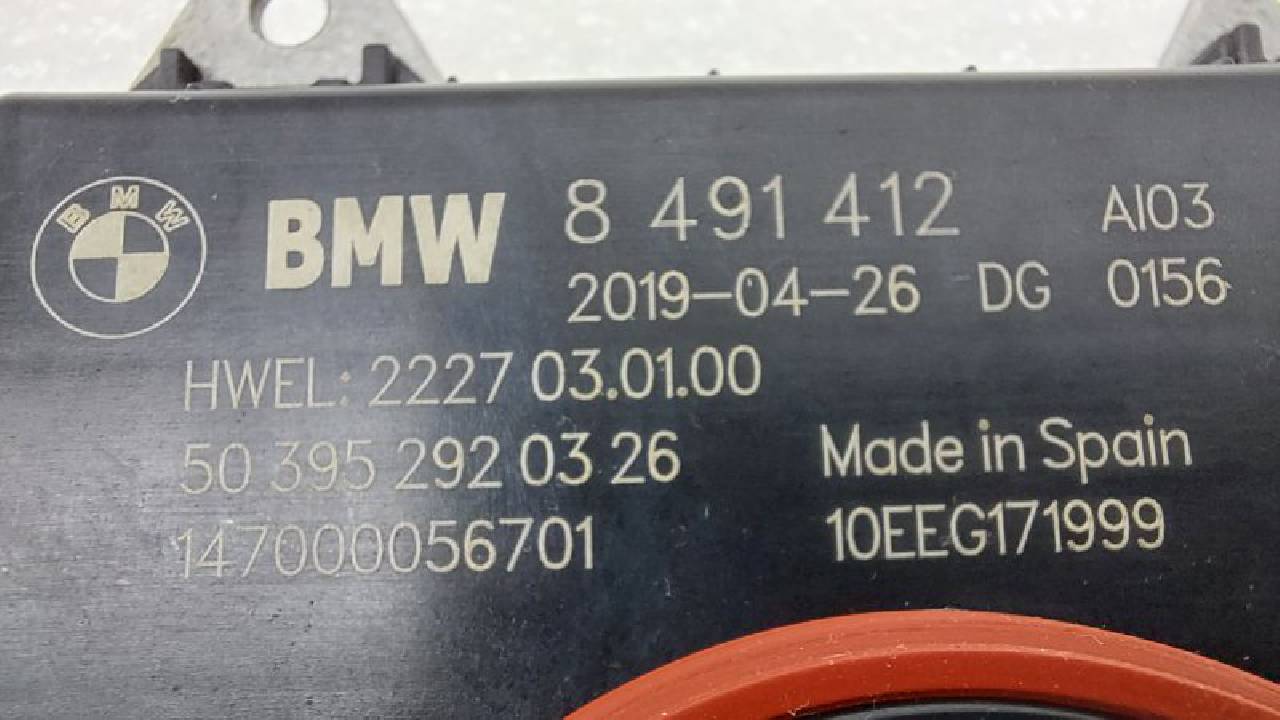 BMW
BMW 8 491 412 AI03
2019-04-26 DG 0156
HWEL: 2227 03.01.00
50 395 292 03 26 Made in Spain
147000056701 10EEG171999